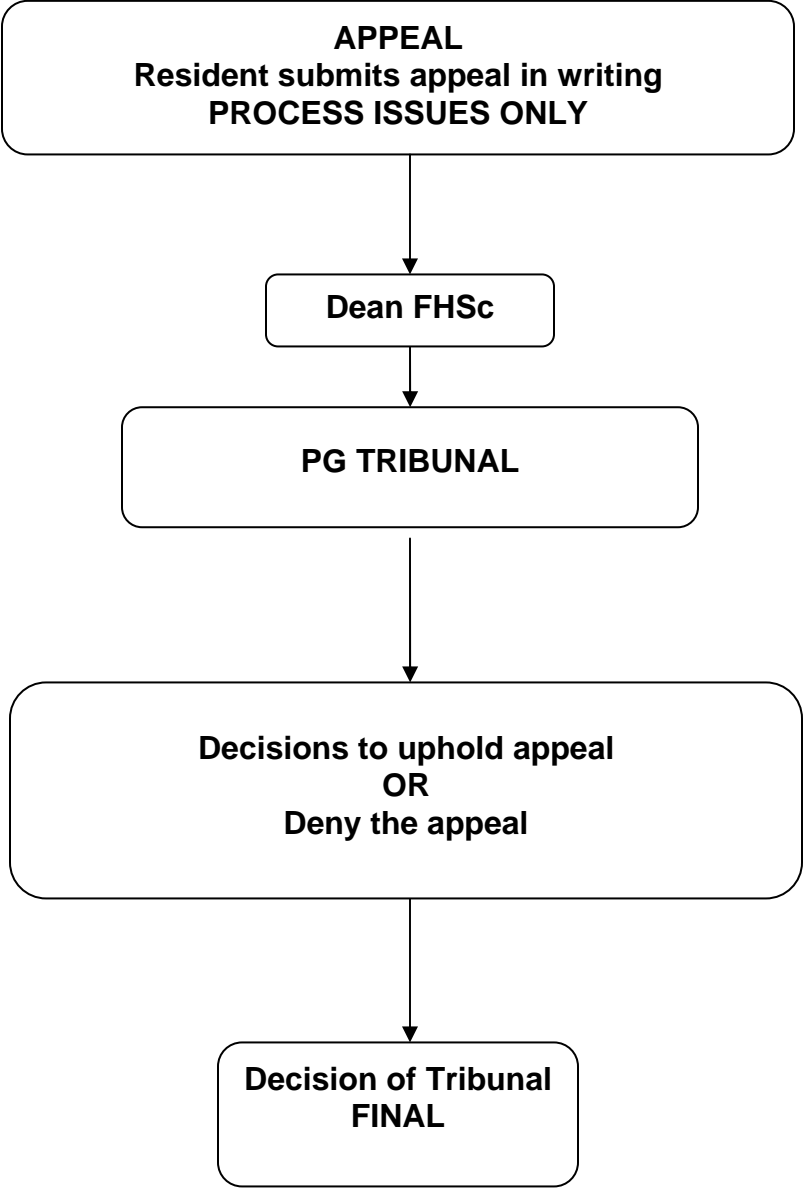 APPEAL
Resident submits appeal in writing
PROCESS ISSUES ONLY
Dean FHSc
PG TRIBUNAL
Decisions to uphold appeal
OR
Deny the appeal
Decision of Tribunal
FINAL